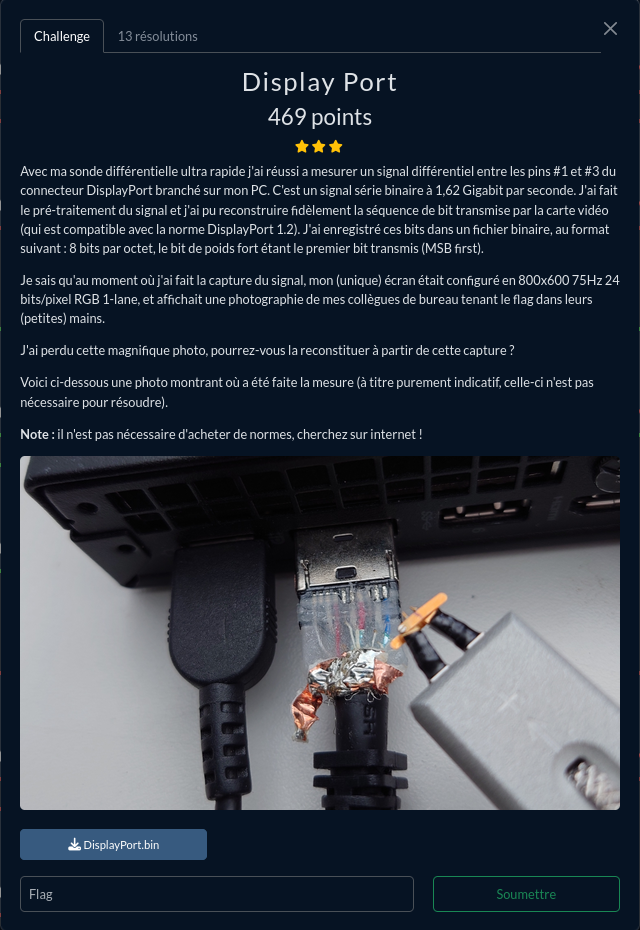 Challenge
13 résolutions
Display Port
469 points
Avec ma sonde différentielle ultra rapide j'ai réussi a mesurer un signal différentiel entre les pins #1 et #3 du
connecteur DisplayPort branché sur mon PC. C'est un signal série binaire à 1,62 Gigabit par seconde. J'ai fait
le pré-traitement du signal et j'ai pu reconstruire fidèlement la séquence de bit transmise par la carte vidéo
(qui est compatible avec la norme DisplayPort 1.2). J'ai enregistré ces bits dans un fichier binaire, au format
suivant : 8 bits par octet, le bit de poids fort étant le premier bit transmis (MSB first).
Je sais qu'au moment où j'ai fait la capture du signal, mon (unique) écran était configuré en 800x600 75Hz 24
bits/pixel RGB 1-lane, et affichait une photographie de mes collègues de bureau tenant le flag dans leurs
(petites) mains.
J'ai perdu cette magnifique photo, pourrez-vous la reconstituer à partir de cette capture ?
Voici ci-dessous une photo montrant où a été faite la mesure (à titre purement indicatif, celle-ci n'est pas
nécessaire pour résoudre).
Note : il n'est pas nécessaire d'acheter de normes, cherchez sur internet !
DisplayPort.bin
Flag
Soumettre